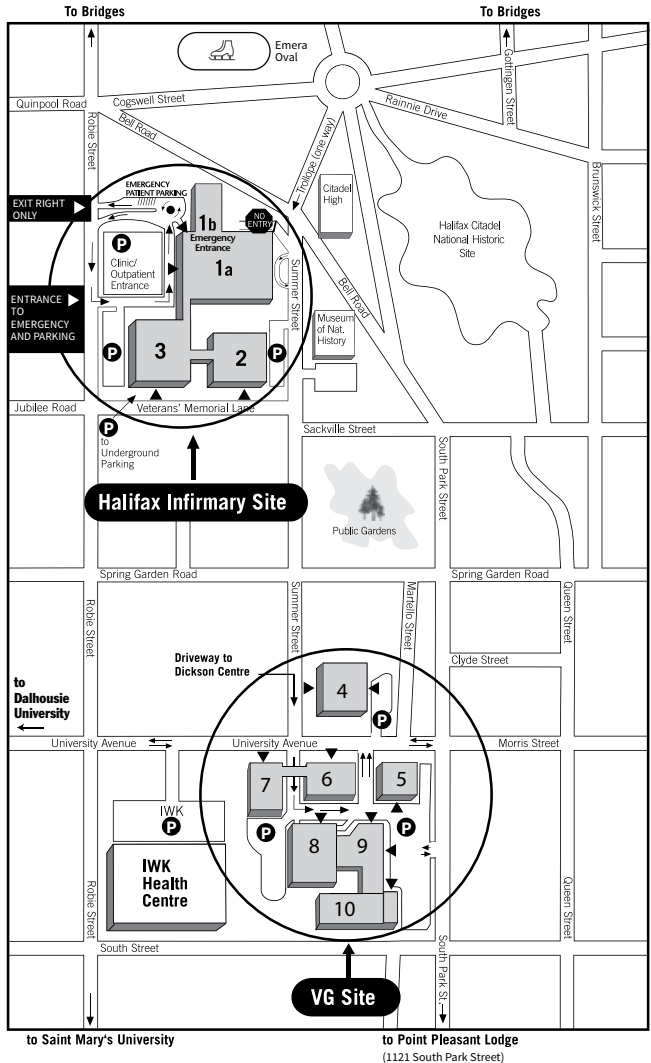 To Bridges
To Bridges
Emera
Oval
Gottingen Street
Quinpool Road
Cogswell Street
Rainnie Drive
Robie Street
Bell Road
Trollope (one way)
Brunswick Street
EMERGENCY
PATIENT PARKING
Citadel
High
EXIT RIGHT
ONLY
1b
NO
ENTRY
Emergency
Entrance
Halifax Citadel
National Historic
Site
P
Clinic/
Outpatient
Entrance
1a
Summer Street
Bell Road
ENTRANCE
TO
EMERGENCY
AND PARKING
Museum
of Nat.
History
P
3
2
P
Jubilee Road
Veterans' Memorial Lane
P
to
Underground
Parking
Sackville Street
South Park Street
Halifax Infirmary Site
Public Gardens
Spring Garden Road
Spring Garden Road
Robie Street
Summer Street
Martello Street
Queen Street
Driveway to
Dickson Centre
Clyde Street
to
Dalhousie
University
4
P
University Avenue
University Avenue
Morris Street
7
6
5
IWK
P
P
P
8
9
IWK
Health
Centre
Robie Street
Queen Street
10
South Street
South Park St.
VG Site
to Saint Mary's University
to Point Pleasant Lodge
(1121 South Park Street)